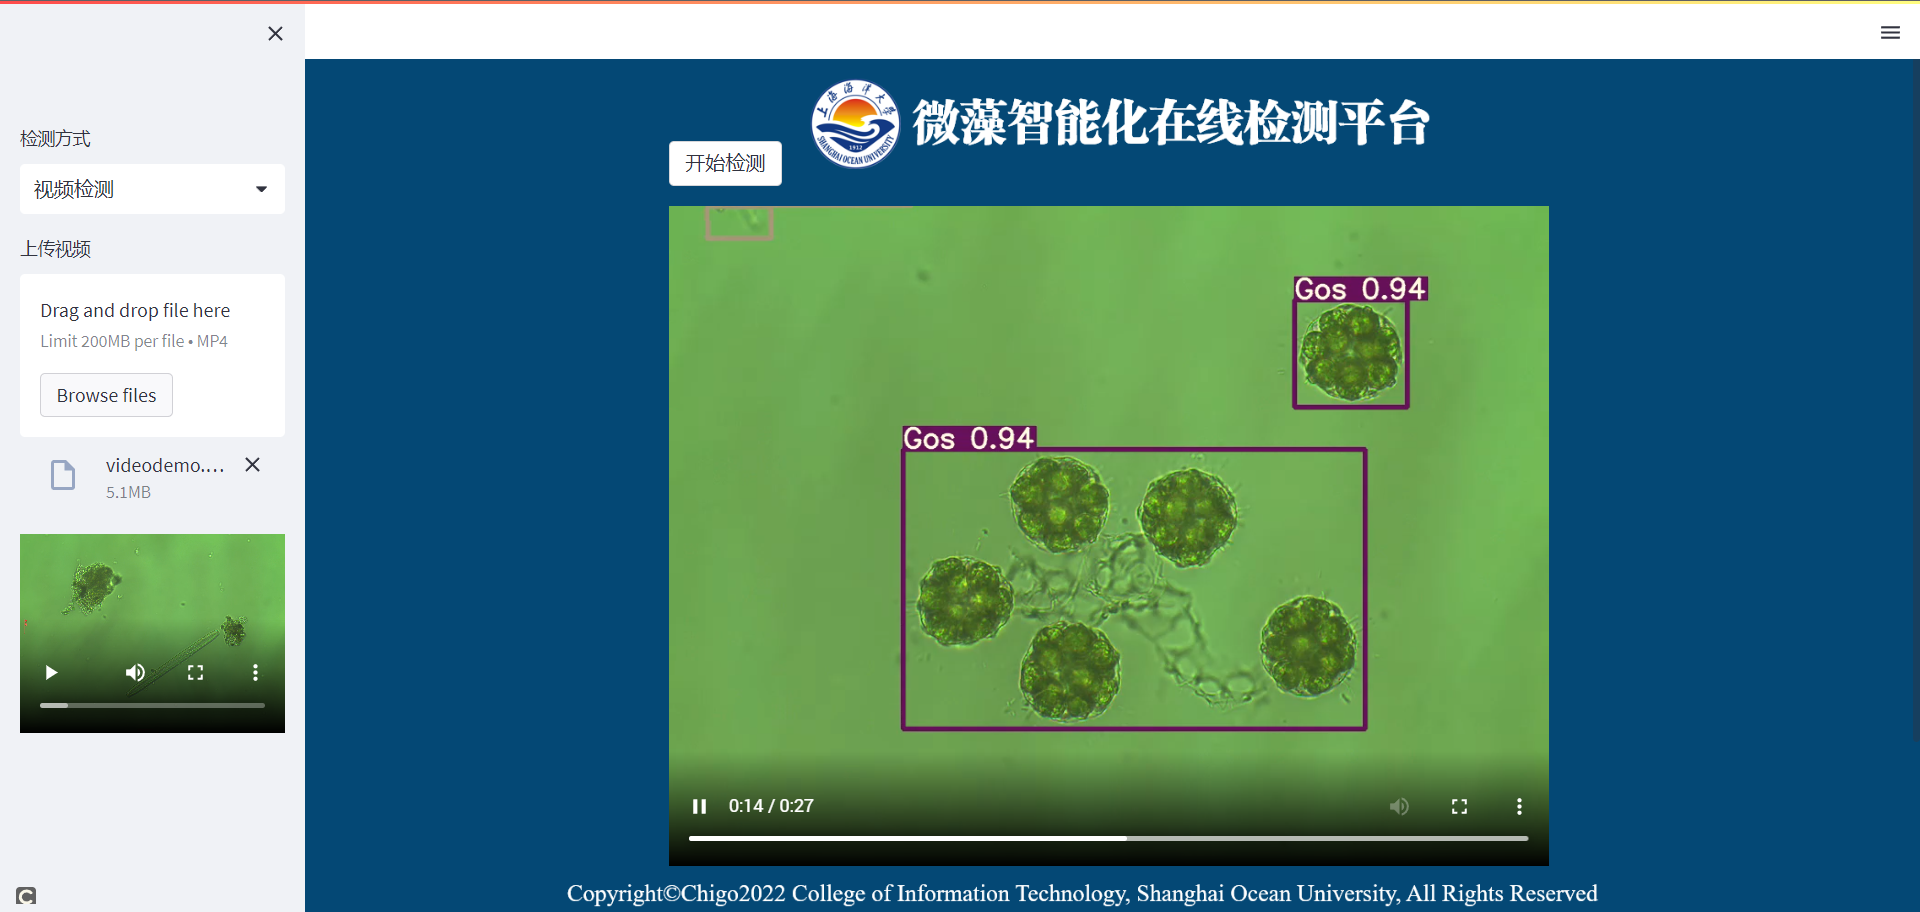 检测方式
视频检测
上传视频
Drag and drop file here
Limit 200MB per file • MP4
Browse files
videodemo....
5.1MB
上海海洋大学
SHANGHAI OCEAN UNIVERSITY
1912
微藻智能化在线检测平台
开始检测
Gos 0.94
Gos 0.94
0:14 / 0:27
Copyright©Chigo2022 College of Information Technology, Shanghai Ocean University, All Rights Reserved